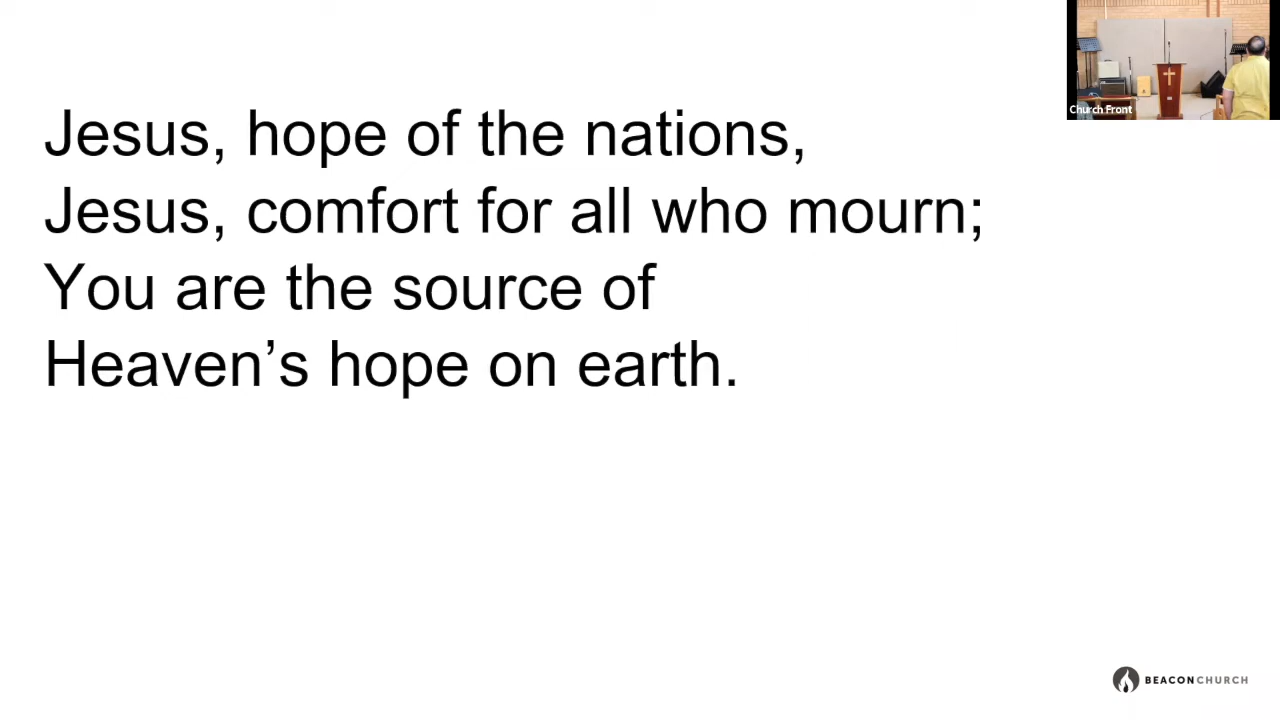 Jesus, hope of the nations,
Jesus, comfort for all who mourn;
You are the source of
Heaven’s hope on earth.
Church Front
BEACONCHURCH